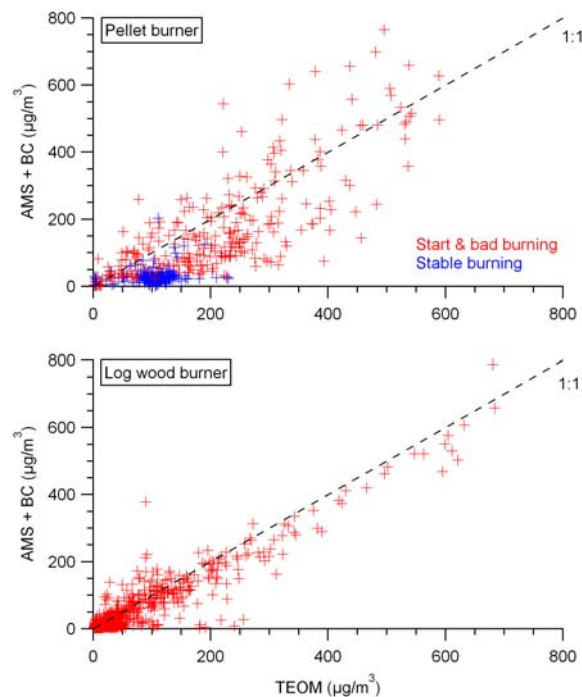 800
600
400
200
0
AMS + BC (µg/m³)
Pellet burner
1:1
Start & bad burning
Stable burning
0 200 400 600 800
800
600
400
200
0
AMS + BC (µg/m³)
Log wood burner
1:1
0 200 400 600 800
TEOM (µg/m³)